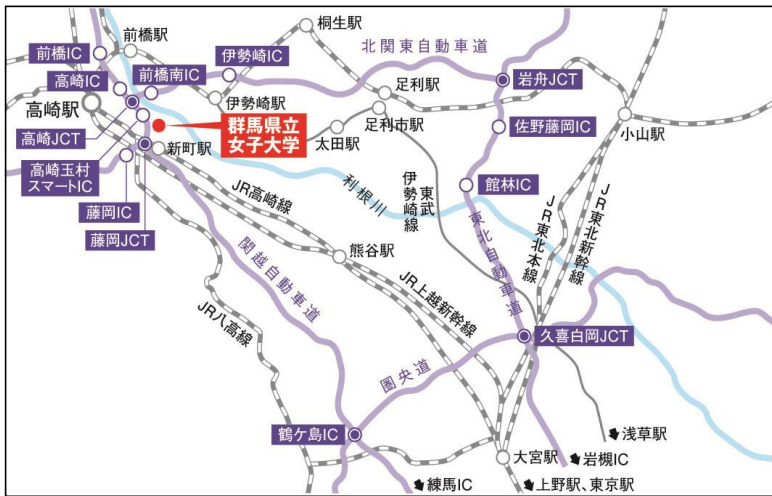 桐生駅
前橋駅
伊勢崎IC
北関東自動車道
前橋IC
高崎IC
前橋南IC
足利駅
岩舟JCT
高崎駅
伊勢崎駅
足利市駅
小山駅
高崎JCT
群馬県立
女子大学
太田駅
佐野藤岡IC
高崎玉村
スマートIC
新町駅
館林IC
藤岡IC
藤岡JCT
JR高崎線
利根川
東武
伊勢崎線
JR東北本線
JR東北新幹線
東北自動車道
熊谷駅
関越自動車道
JR上越新幹線
JR八高線
久喜白岡JCT
圏央道
鶴ケ島IC
浅草駅
大宮駅
岩槻IC
練馬IC
上野駅、東京駅